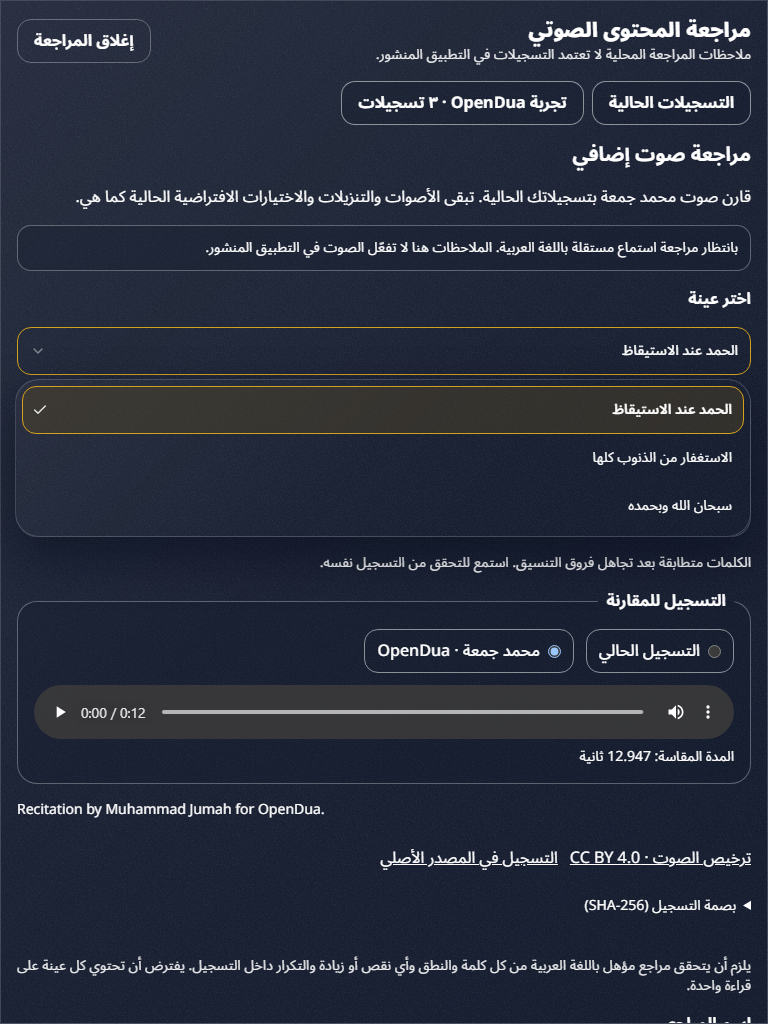 مراجعة المحتوى الصوتي
إغلاق المراجعة
ملاحظات المراجعة المحلية لا تعتمد التسجيلات في التطبيق المنشور.
التسجيلات الحالية
تجربة OpenDua · ٣ تسجيلات
مراجعة صوت إضافي
قارن صوت محمد جمعة بتسجيلاتك الحالية. تبقى الأصوات والتنزيلات والاختيارات الافتراضية الحالية كما هي.
بانتظار مراجعة استماع مستقلة باللغة العربية. الملاحظات هنا لا تفعّل الصوت في التطبيق المنشور.
اختر عينة
الحمد عند الاستيقاظ
الحمد عند الاستيقاظ
الاستغفار من الذنوب كلها
سبحان الله وبحمده
الكلمات متطابقة بعد تجاهل فروق التنسيق. استمع للتحقق من التسجيل نفسه.
التسجيل للمقارنة
التسجيل الحالي
محمد جمعة · OpenDua
0:00 / 0:12
المدة المقاسة: 12.947 ثانية
Recitation by Muhammad Jumah for OpenDua.
ترخيص الصوت · CC BY 4.0
التسجيل في المصدر الأصلي
بصمة التسجيل (SHA-256)
يلزم أن يتحقق مراجع مؤهل باللغة العربية من كل كلمة والنطق وأي نقص أو زيادة والتكرار داخل التسجيل. يفترض أن تحتوي كل عينة على
قراءة واحدة.